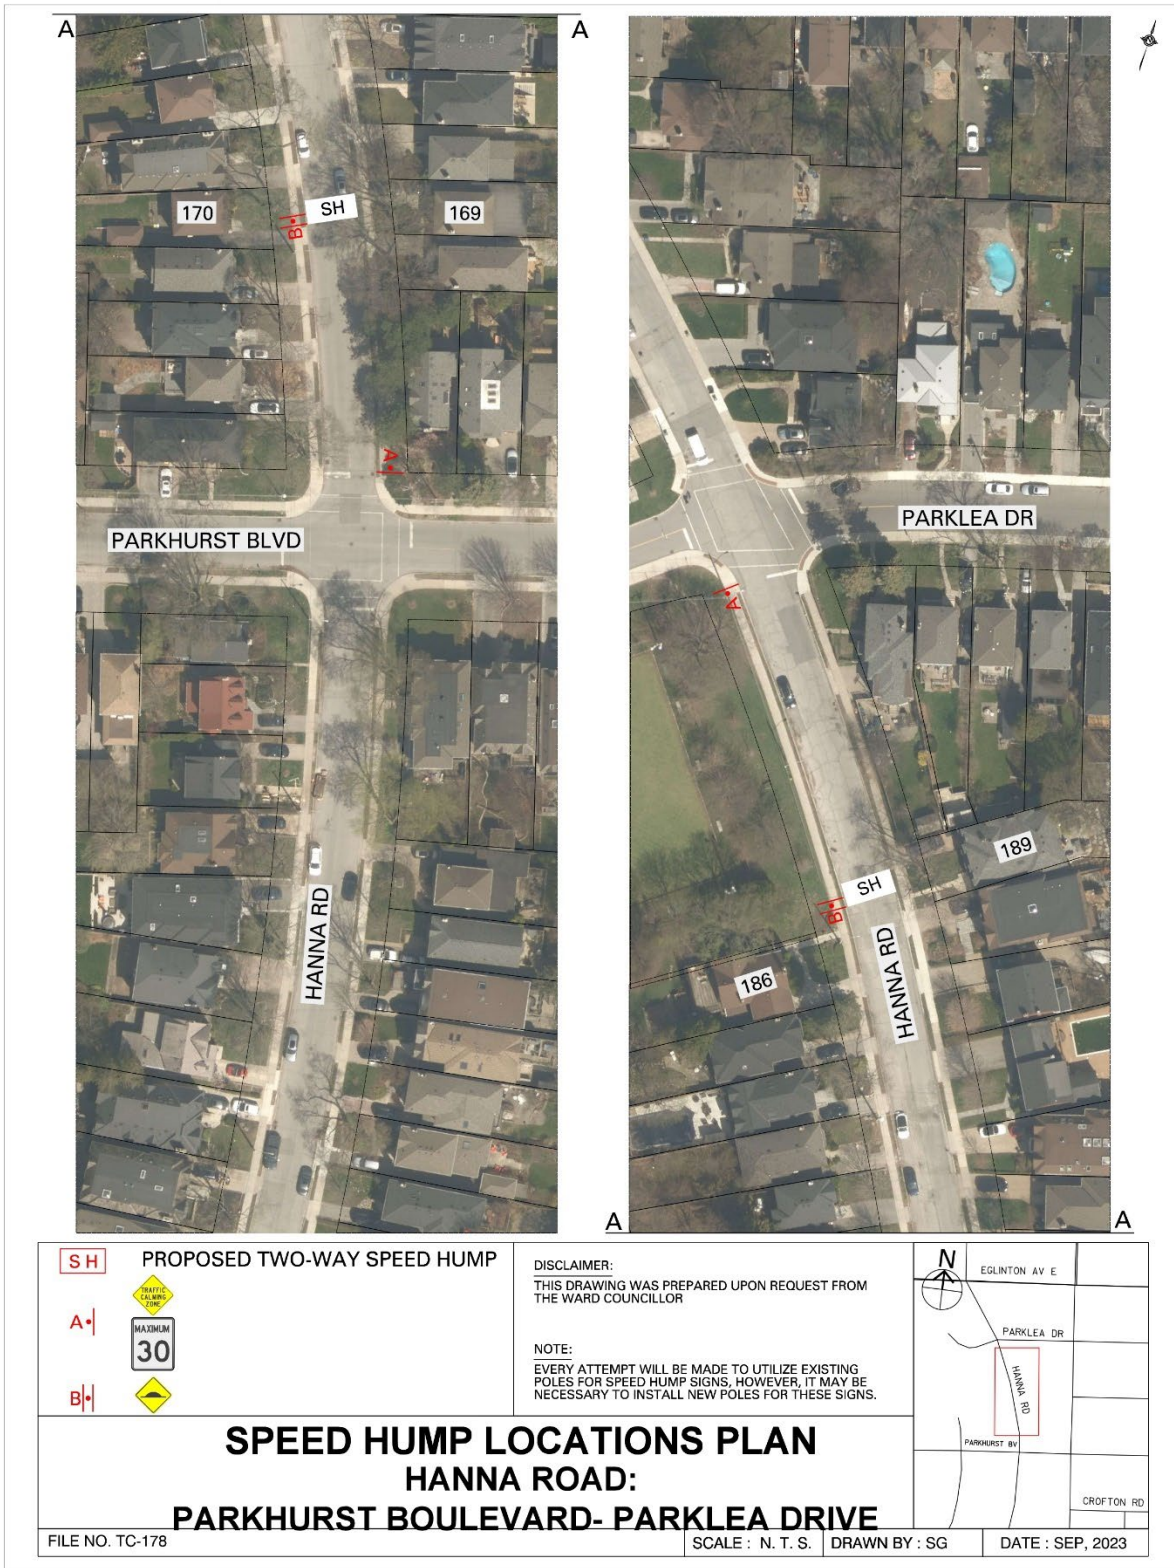 A
A
170
SH
169
B
A
PARKHURST BLVD
HANNA RD
PARKLEA DR
A
189
SH
B
186
HANNA RD
A
A
SH
PROPOSED TWO-WAY SPEED HUMP
A
TRAFFIC
CALMING
ZONE
MAXIMUM
30
B
DISCLAIMER:
THIS DRAWING WAS PREPARED UPON REQUEST FROM
THE WARD COUNCILLOR
NOTE:
EVERY ATTEMPT WILL BE MADE TO UTILIZE EXISTING
POLES FOR SPEED HUMP SIGNS, HOWEVER, IT MAY BE
NECESSARY TO INSTALL NEW POLES FOR THESE SIGNS.
N
EGLINTON AV E
PARKLEA DR
HANNA RD
PARKHURST BV
CROFTON RD
SPEED HUMP LOCATIONS PLAN
HANNA ROAD:
PARKHURST BOULEVARD- PARKLEA DRIVE
FILE NO. TC-178
SCALE : N. T. S.
DRAWN BY : SG
DATE : SEP, 2023